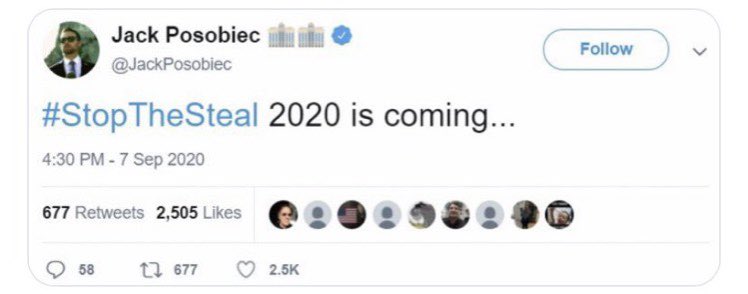 Jack Posobiec
Follow
@JackPosobiec
#StopTheSteal 2020 is coming...
4:30 PM - 7 Sep 2020
677 Retweets 2,505 Likes
58 677 2.5K